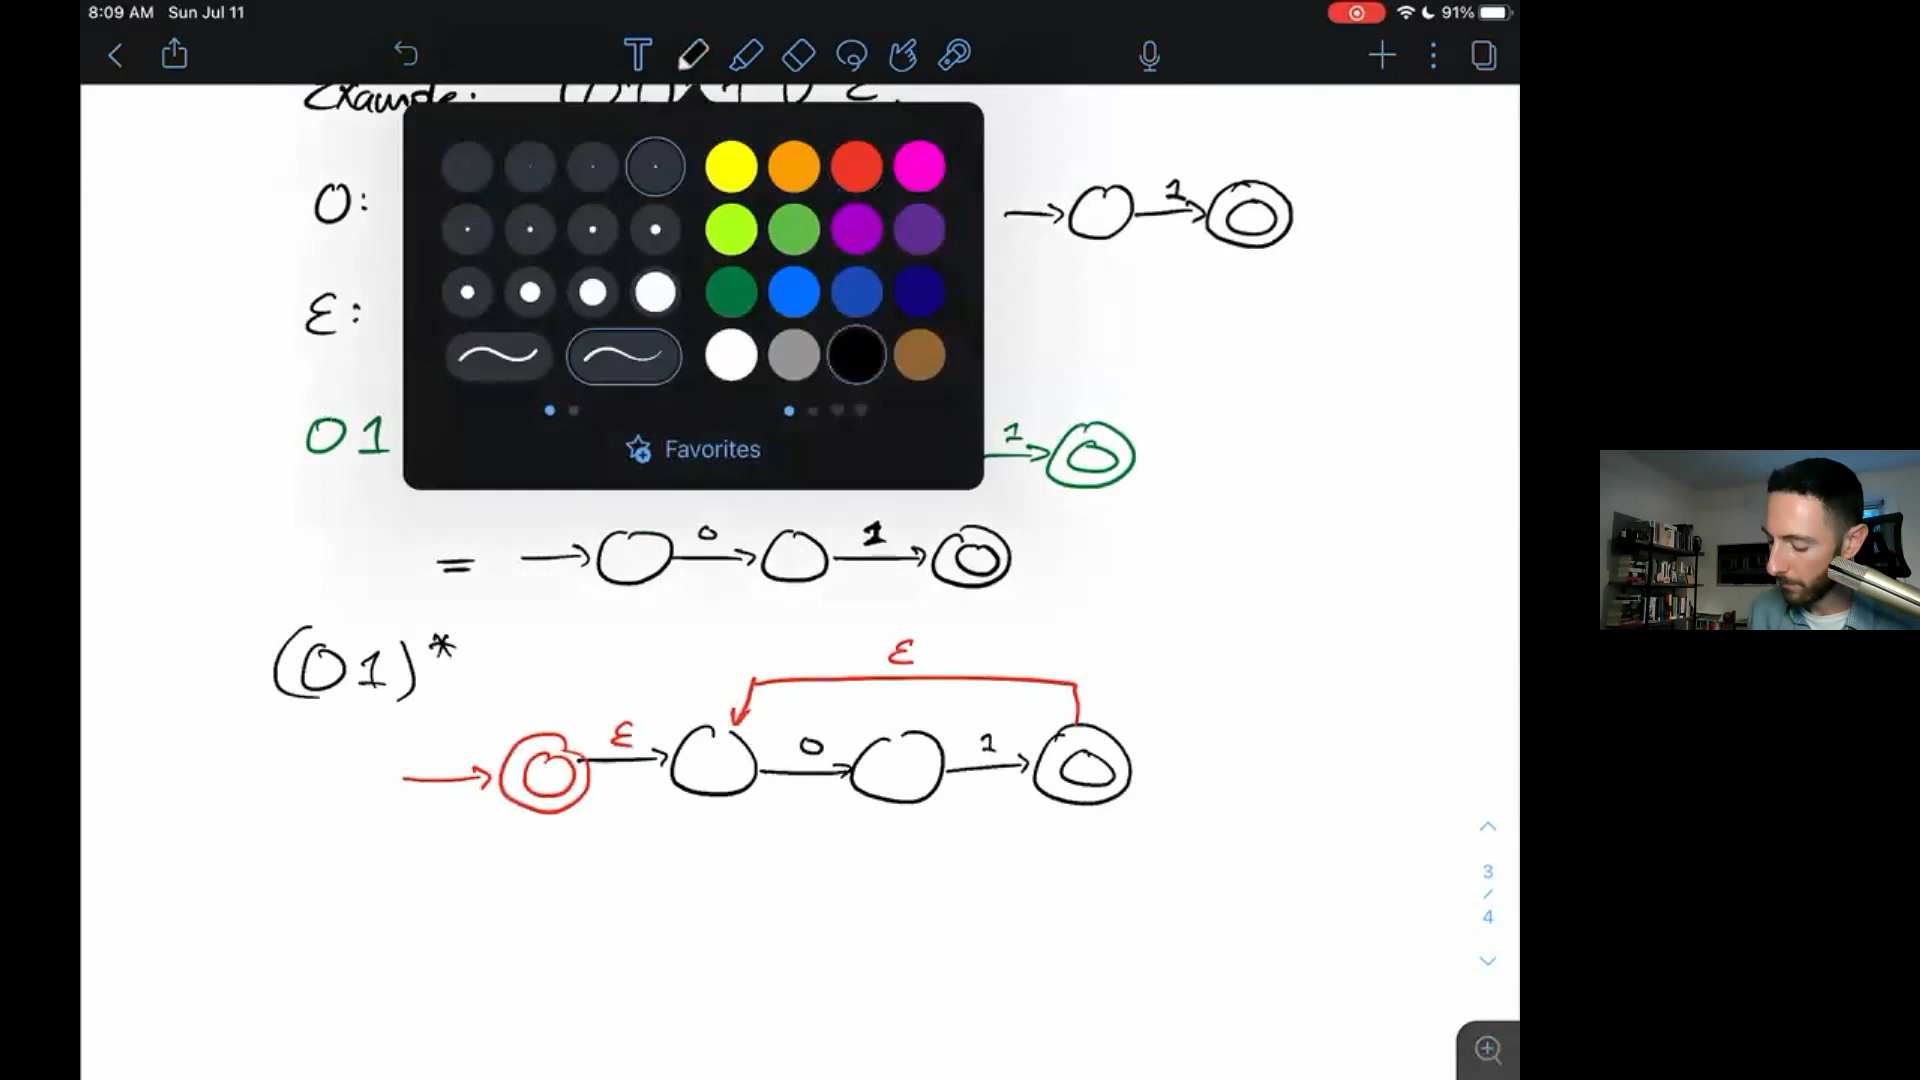 8:09 AM Sun Jul 11
91%
T
Example:
0:
1
ε:
Favorites
01
1
= 0 1
(01)*
ε
ε 0 1
3
/
4